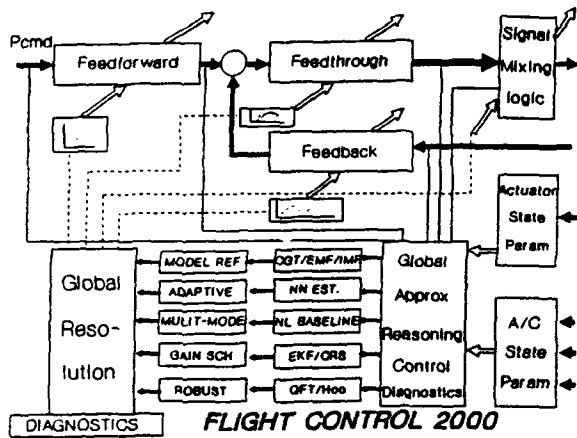 Pcmd
Feedforward
Feedthrough
Signal
Mixing
logic
Feedback
Actuator
State
Param
Global
Reso-
lution
DIAGNOSTICS
MODEL REF
ADAPTIVE
MULIT-MODE
GAIN SCH
ROBUST
CGT/EMF/IMF
NN EST.
NL BASELINE
EKF/CRS
QFT/Hoo
Global
Approx
Reasoning
Control
Diagnostics
A/C
State
Param
FLIGHT CONTROL 2000